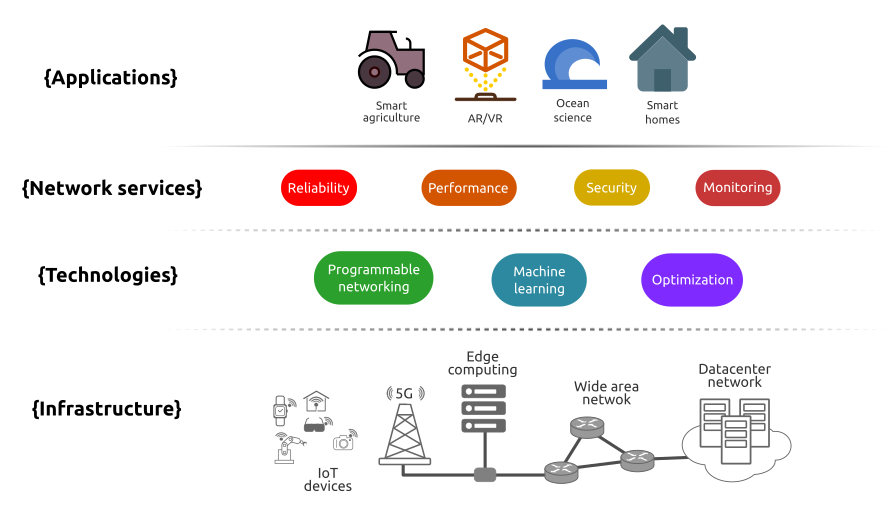 {Applications}
Smart
agriculture
AR/VR
Ocean
science
Smart
homes
{Network services}
Reliability
Performance
Security
Monitoring
{Technologies}
Programmable
networking
Machine
learning
Optimization
{Infrastructure}
IoT
devices
5G
Edge
computing
Wide area
netwok
Datacenter
network